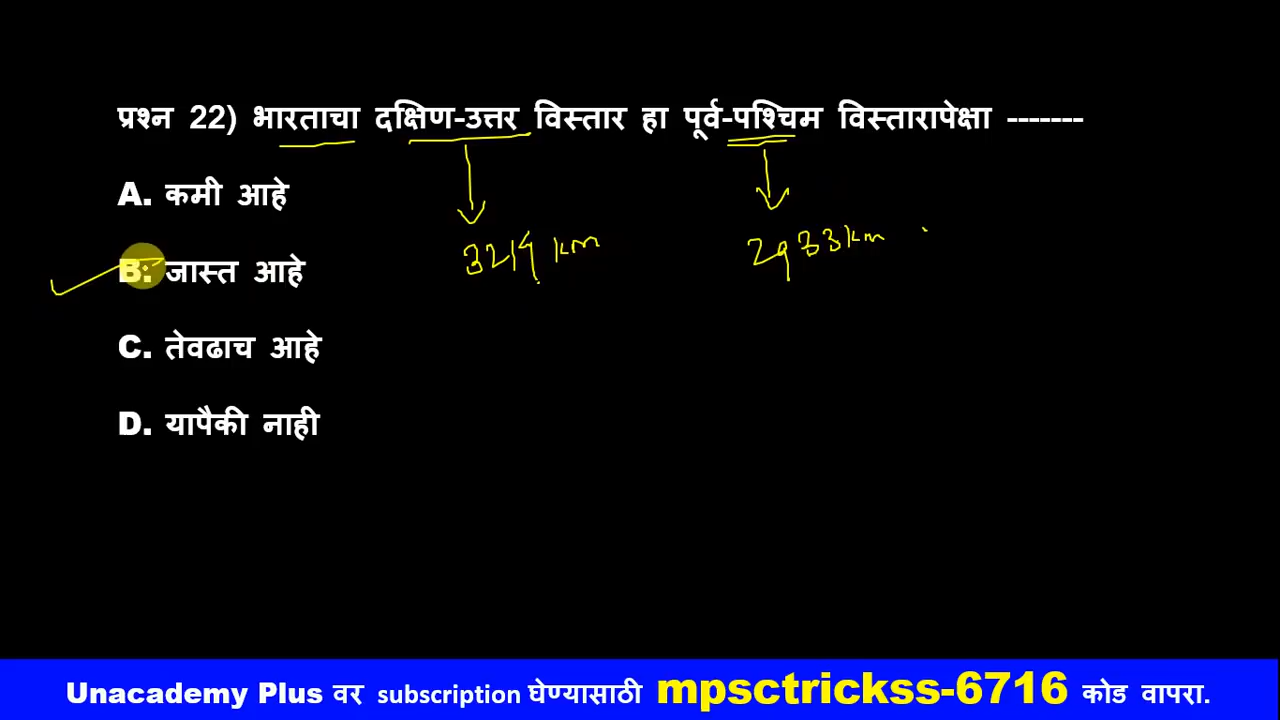 प्रश्न 22) भारताचा दक्षिण-उत्तर विस्तार हा पूर्व-पश्चिम विस्तारापेक्षा -------
A. कमी आहे
3214 km 2933 km
B. जास्त आहे
C. तेवढाच आहे
D. यापैकी नाही
Unacademy Plus वर subscription घेण्यासाठी mpsctrickss-6716 कोड वापरा.